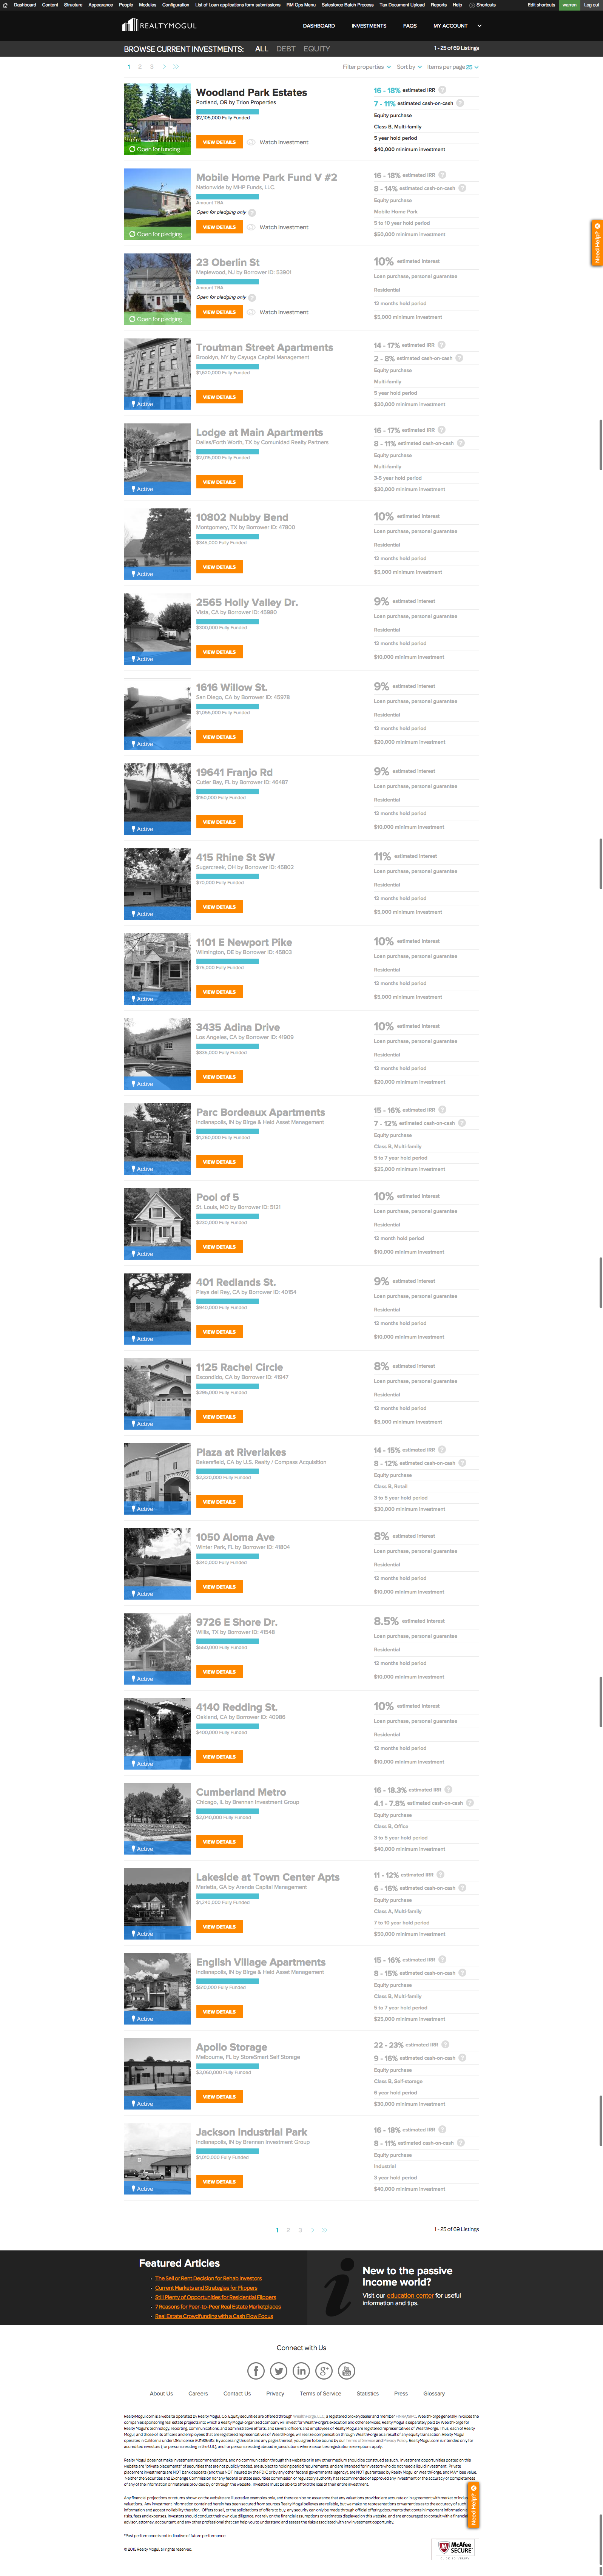 Dashboard Content Structure Appearance People Modules Configuration List of Loan applications form submissions RM Ops Menu Salesforce Batch Process Tax Document Upload Reports Help Shortcuts Edit shortcuts warren Log out
REALTYMOGUL
DASHBOARD INVESTMENTS FAQS MY ACCOUNT
BROWSE CURRENT INVESTMENTS: ALL DEBT EQUITY 1 - 25 of 69 Listings
1 2 3 > >> Filter properties Sort by Items per page 25
Woodland Park Estates
Portland, OR by Trion Properties
$2,105,000 Fully Funded
VIEW DETAILS Watch Investment
Open for funding
16 - 18% estimated IRR ?
7 - 11% estimated cash-on-cash ?
Equity purchase
Class B, Multi-family
5 year hold period
$40,000 minimum investment
Mobile Home Park Fund V #2
Nationwide by MHP Funds, LLC.
Amount TBA
Open for pledging only ?
VIEW DETAILS Watch Investment
Open for pledging
16 - 18% estimated IRR ?
8 - 14% estimated cash-on-cash ?
Equity purchase
Mobile Home Park
5 to 10 year hold period
$50,000 minimum investment
Need Help?
23 Oberlin St
Maplewood, NJ by Borrower ID: 53901
Amount TBA
Open for pledging only ?
VIEW DETAILS Watch Investment
Open for pledging
10% estimated interest
Loan purchase, personal guarantee
Residential
12 months hold period
$5,000 minimum investment
Troutman Street Apartments
Brooklyn, NY by Cayuga Capital Management
$1,620,000 Fully Funded
VIEW DETAILS
Active
14 - 17% estimated IRR ?
2 - 8% estimated cash-on-cash ?
Equity purchase
Multi-family
5 year hold period
$20,000 minimum investment
Lodge at Main Apartments
Dallas/Forth Worth, TX by Comunidad Realty Partners
$2,015,000 Fully Funded
VIEW DETAILS
Active
16 - 17% estimated IRR ?
8 - 11% estimated cash-on-cash ?
Equity purchase
Multi-family
3-5 year hold period
$30,000 minimum investment
10802 Nubby Bend
Montgomery, TX by Borrower ID: 47800
$345,000 Fully Funded
VIEW DETAILS
Active
10% estimated interest
Loan purchase, personal guarantee
Residential
12 months hold period
$5,000 minimum investment
2565 Holly Valley Dr.
Vista, CA by Borrower ID: 45980
$300,000 Fully Funded
VIEW DETAILS
Active
9% estimated interest
Loan purchase, personal guarantee
Residential
12 months hold period
$10,000 minimum investment
1616 Willow St.
San Diego, CA by Borrower ID: 45978
$1,055,000 Fully Funded
VIEW DETAILS
Active
9% estimated interest
Loan purchase, personal guarantee
Residential
12 months hold period
$20,000 minimum investment
19641 Franjo Rd
Cutler Bay, FL by Borrower ID: 46487
$160,000 Fully Funded
VIEW DETAILS
Active
9% estimated interest
Loan purchase, personal guarantee
Residential
12 months hold period
$10,000 minimum investment
415 Rhine St SW
Sugarcreek, OH by Borrower ID: 45802
$70,000 Fully Funded
VIEW DETAILS
Active
11% estimated interest
Loan purchase, personal guarantee
Residential
12 months hold period
$5,000 minimum investment
1101 E Newport Pike
Wilmington, DE by Borrower ID: 45803
$75,000 Fully Funded
VIEW DETAILS
Active
10% estimated interest
Loan purchase, personal guarantee
Residential
12 months hold period
$5,000 minimum investment
3435 Adina Drive
Los Angeles, CA by Borrower ID: 41909
$835,000 Fully Funded
VIEW DETAILS
Active
10% estimated interest
Loan purchase, personal guarantee
Residential
12 months hold period
$20,000 minimum investment
Parc Bordeaux Apartments
Indianapolis, IN by Birge & Held Asset Management
$1,260,000 Fully Funded
VIEW DETAILS
Active
15 - 16% estimated IRR ?
7 - 12% estimated cash-on-cash ?
Equity purchase
Class B, Multi-family
5 to 7 year hold period
$25,000 minimum investment
Pool of 5
St. Louis, MO by Borrower ID: 5131
$230,000 Fully Funded
VIEW DETAILS
Active
10% estimated interest
Loan purchase, personal guarantee
Residential
12 month hold period
$10,000 minimum investment
401 Redlands St.
Playa del Rey, CA by Borrower ID: 40154
$940,000 Fully Funded
VIEW DETAILS
Active
9% estimated interest
Loan purchase, personal guarantee
Residential
12 months hold period
$10,000 minimum investment
1125 Rachel Circle
Escondido, CA by Borrower ID: 41947
$295,000 Fully Funded
VIEW DETAILS
Active
8% estimated interest
Loan purchase, personal guarantee
Residential
12 months hold period
$5,000 minimum investment
Plaza at Riverlakes
Bakersfield, CA by U.S. Realty / Compass Acquisition
$2,320,000 Fully Funded
VIEW DETAILS
Active
14 - 15% estimated IRR ?
8 - 12% estimated cash-on-cash ?
Equity purchase
Class B, Retail
3 to 5 year hold period
$30,000 minimum investment
1050 Aloma Ave
Winter Park, FL by Borrower ID: 41804
$340,000 Fully Funded
VIEW DETAILS
Active
8% estimated interest
Loan purchase, personal guarantee
Residential
12 months hold period
$10,000 minimum investment
9726 E Shore Dr.
Willis, TX by Borrower ID: 41548
$550,000 Fully Funded
VIEW DETAILS
Active
8.5% estimated interest
Loan purchase, personal guarantee
Residential
12 months hold period
$10,000 minimum investment
4140 Redding St.
Oakland, CA by Borrower ID: 40986
$400,000 Fully Funded
VIEW DETAILS
Active
10% estimated interest
Loan purchase, personal guarantee
Residential
12 months hold period
$10,000 minimum investment
Cumberland Metro
Chicago, IL by Brennan Investment Group
$2,040,000 Fully Funded
VIEW DETAILS
Active
16 - 18.3% estimated IRR ?
4.1 - 7.8% estimated cash-on-cash ?
Equity purchase
Class B, Office
3 to 5 year hold period
$40,000 minimum investment
Lakeside at Town Center Apts
Marietta, GA by Arenda Capital Management
$1,240,000 Fully Funded
VIEW DETAILS
Active
11 - 12% estimated IRR ?
6 - 16% estimated cash-on-cash ?
Equity purchase
Class A, Multi-family
7 to 10 year hold period
$50,000 minimum investment
English Village Apartments
Indianapolis, IN by Birge & Held Asset Management
$910,000 Fully Funded
VIEW DETAILS
Active
15 - 16% estimated IRR ?
8 - 15% estimated cash-on-cash ?
Equity purchase
Class B, Multi-family
5 to 7 year hold period
$25,000 minimum investment
Apollo Storage
Melbourne, FL by StoreSmart Self Storage
$3,080,000 Fully Funded
VIEW DETAILS
Active
22 - 23% estimated IRR ?
9 - 16% estimated cash-on-cash ?
Equity purchase
Class B, Self-storage
6 year hold period
$30,000 minimum investment
Jackson Industrial Park
Indianapolis, IN by Brennan Investment Group
$1,010,000 Fully Funded
VIEW DETAILS
Active
16 - 18% estimated IRR ?
8 - 11% estimated cash-on-cash ?
Equity purchase
Industrial
3 year hold period
$40,000 minimum investment
1 2 3 > >> 1 - 25 of 69 Listings
Featured Articles
The Sell or Rent Decision for Rehab Investors
Current Markets and Strategies for Flippers
Still Plenty of Opportunities for Residential Flippers
7 Reasons for Peer-to-Peer Real Estate Marketplaces
Real Estate Crowdfunding with a Cash Flow Focus
New to the passive
income world?
Visit our education center for useful
information and tips.
Connect with Us
About Us Careers Contact Us Privacy Terms of Service Statistics Press Glossary
Need Help?
*Past performance is not indicative of future performance.
© 2015 Realty Mogul, All rights reserved.
McAfee
SECURE